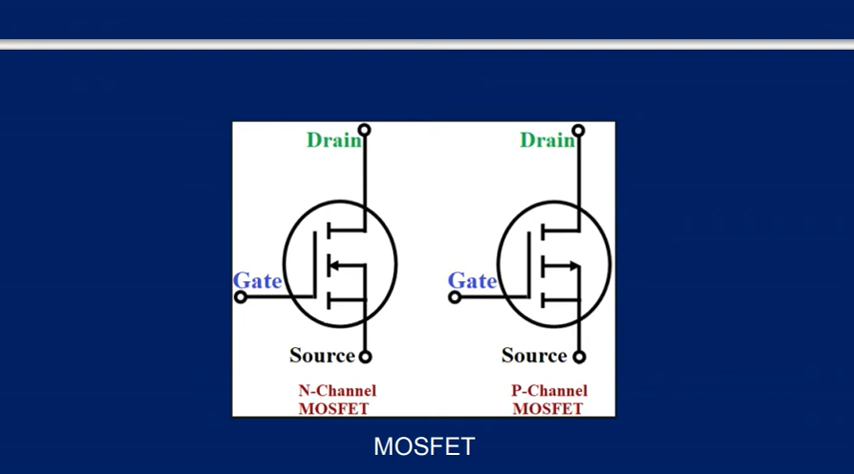 Drain
Drain
Gate
Gate
Source
Source
N-Channel
MOSFET
P-Channel
MOSFET
MOSFET